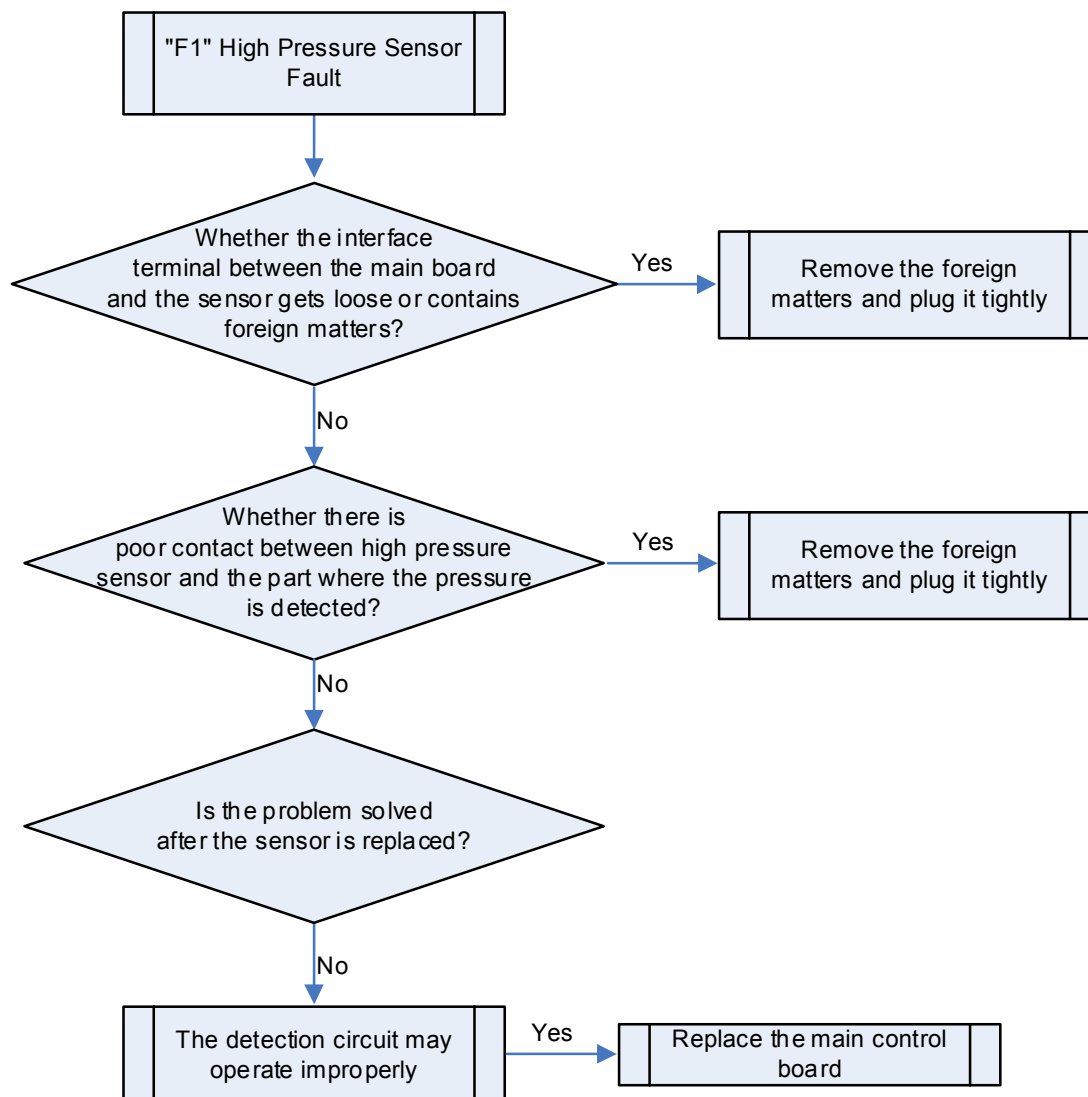 "F1" High Pressure Sensor
Fault
Whether the interface
terminal between the main board
and the sensor gets loose or contains
foreign matters?
Yes
Remove the foreign
matters and plug it tightly
No
Whether there is
poor contact between high pressure
sensor and the part where the pressure
is detected?
Yes
Remove the foreign
matters and plug it tightly
No
Is the problem solved
after the sensor is replaced?
No
The detection circuit may
operate improperly
Yes
Replace the main control
board